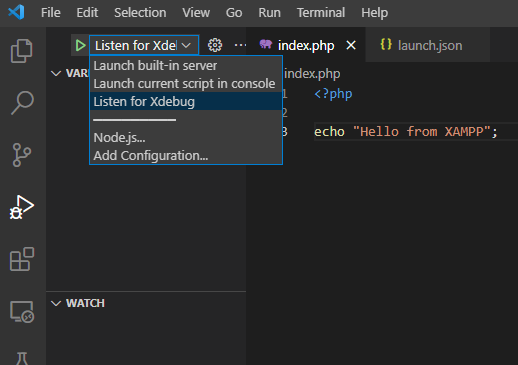 File Edit Selection View Go Run Terminal Help
Listen for Xdel
index.php
launch.json
Launch built-in server
Launch current script in console
Listen for Xdebug
Node.js...
Add Configuration...
VAR
index.php
1 <?php
2
3 echo "Hello from XAMPP";
WATCH